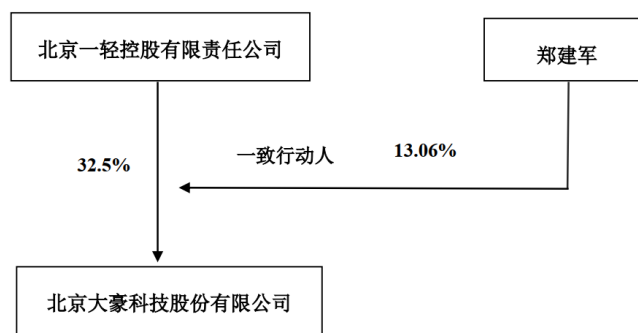 北京一轻控股有限责任公司
郑建军
32.5%
一致行动人
13.06%
北京大豪科技股份有限公司